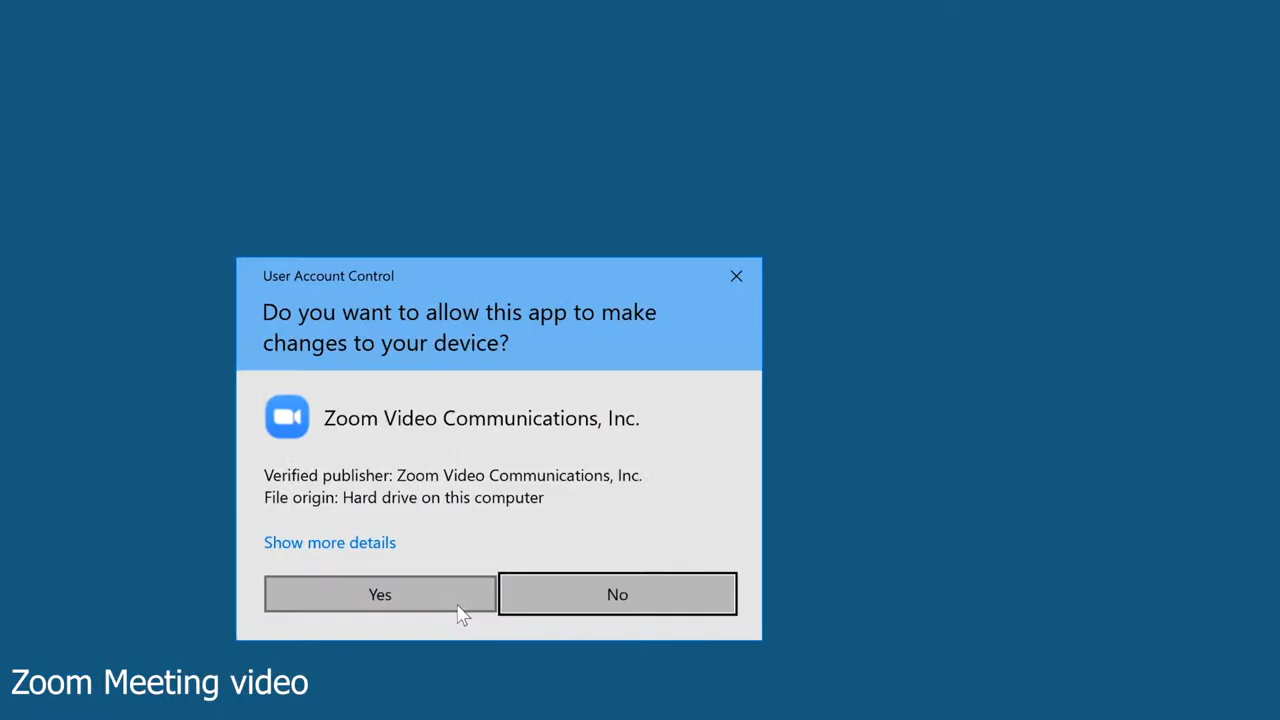 User Account Control
Do you want to allow this app to make
changes to your device?
Zoom Video Communications, Inc.
Verified publisher: Zoom Video Communications, Inc.
File origin: Hard drive on this computer
Show more details
Yes
No
Zoom Meeting video